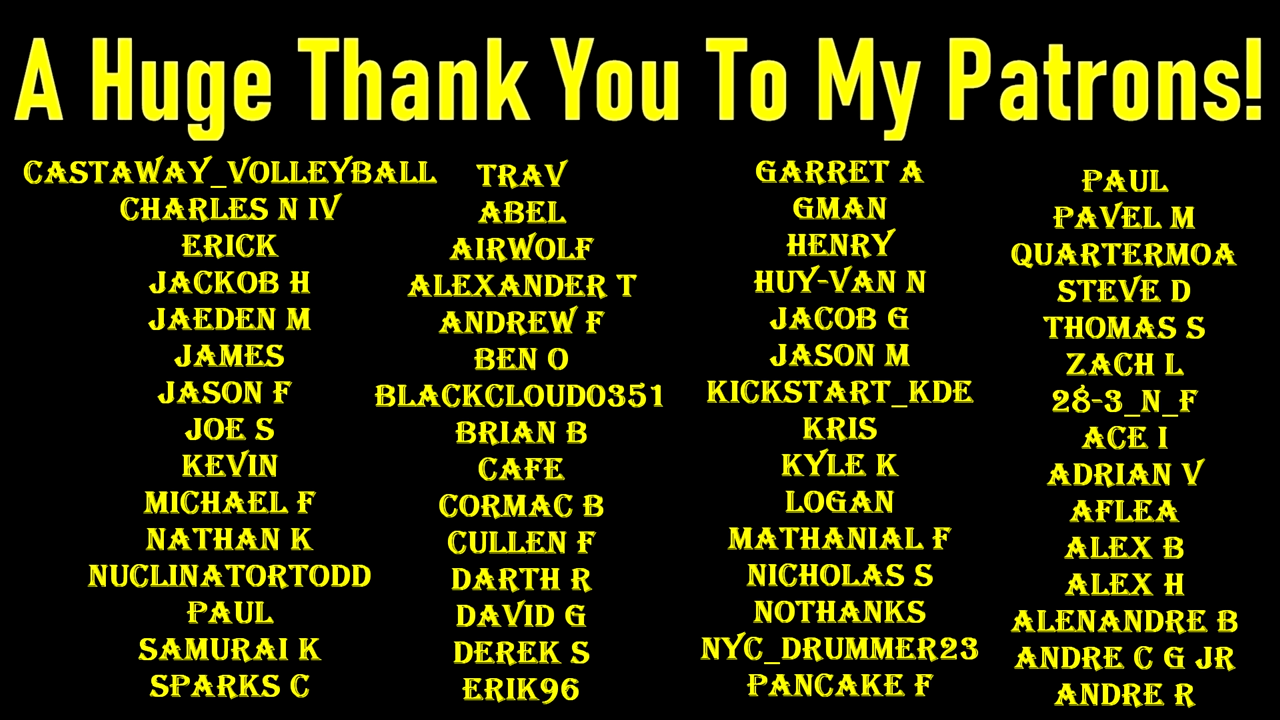 A Huge Thank You To My Patrons!
CASTAWAY_VOLLEYBALL
CHARLES N IV
ERICK
JACKOB H
JAEDEN M
JAMES
JASON F
JOE S
KEVIN
MICHAEL F
NATHAN K
NUCLINATORTODD
PAUL
SAMURAI K
SPARKS C
TRAV
ABEL
AIRWOLF
ALEXANDER T
ANDREW F
BEN O
BLACKCLOUD0351
BRIAN B
CAFE
CORMAC B
CULLEN F
DARTH R
DAVID G
DEREK S
ERIK96
GARRET A
GMAN
HENRY
HUY-VAN N
JACOB G
JASON M
KICKSTART_KDE
KRIS
KYLE K
LOGAN
MATHANIAL F
NICHOLAS S
NOTHANKS
NYC_DRUMMER23
PANCAKE F
PAUL
PAVEL M
QUARTERMOA
STEVE D
THOMAS S
ZACH L
28-3_N_F
ACE I
ADRIAN V
AFLEA
ALEX B
ALEX H
ALENANDRE B
ANDRE C G JR
ANDRE R